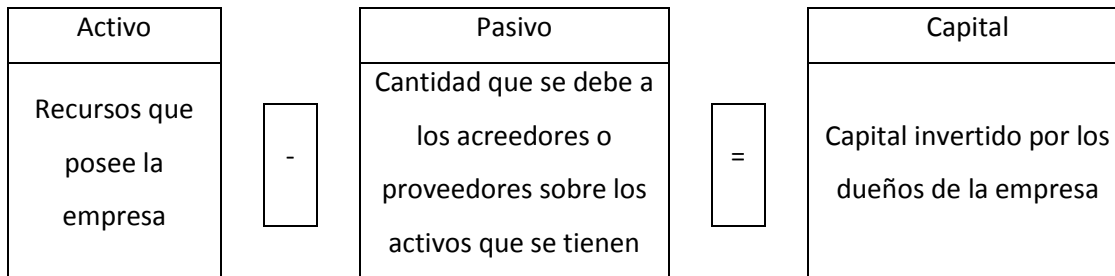 Activo
Recursos que
posee la
empresa
-
Pasivo
Cantidad que se debe a
los acreedores o
proveedores sobre los
activos que se tienen
=
Capital
Capital invertido por los
dueños de la empresa